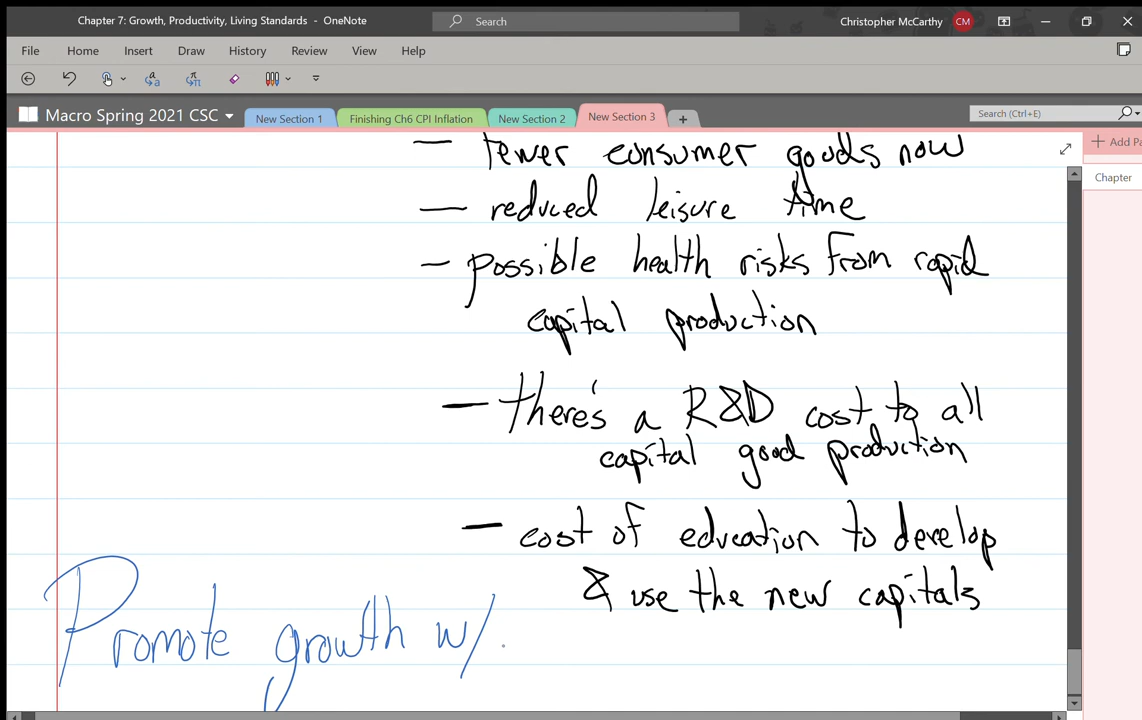 Chapter 7: Growth, Productivity, Living Standards - OneNote
Search
Christopher McCarthy CM
File Home Insert Draw History Review View Help
Macro Spring 2021 CSC New Section 1 Finishing Ch6 CPI Inflation New Section 2 New Section 3 + Search (Ctrl+E)
+ Add Pa
Chapter
- fewer consumer goods now
- reduced leisure time
- possible health risks from rapid
capital production
- there's a R&D cost to all
capital good production
- cost of education to develop
& use the new capitals
Promote growth w/